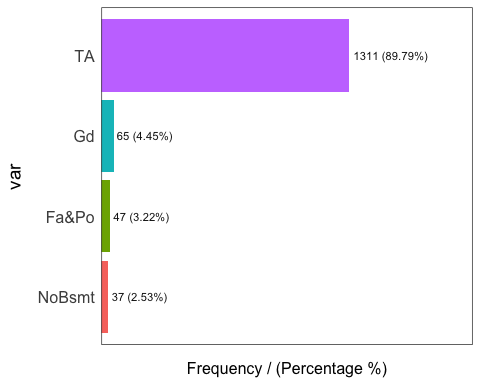 TA
1311 (89.79%)
Gd
65 (4.45%)
var
Fa&Po
47 (3.22%)
NoBsmt
37 (2.53%)
Frequency / (Percentage %)